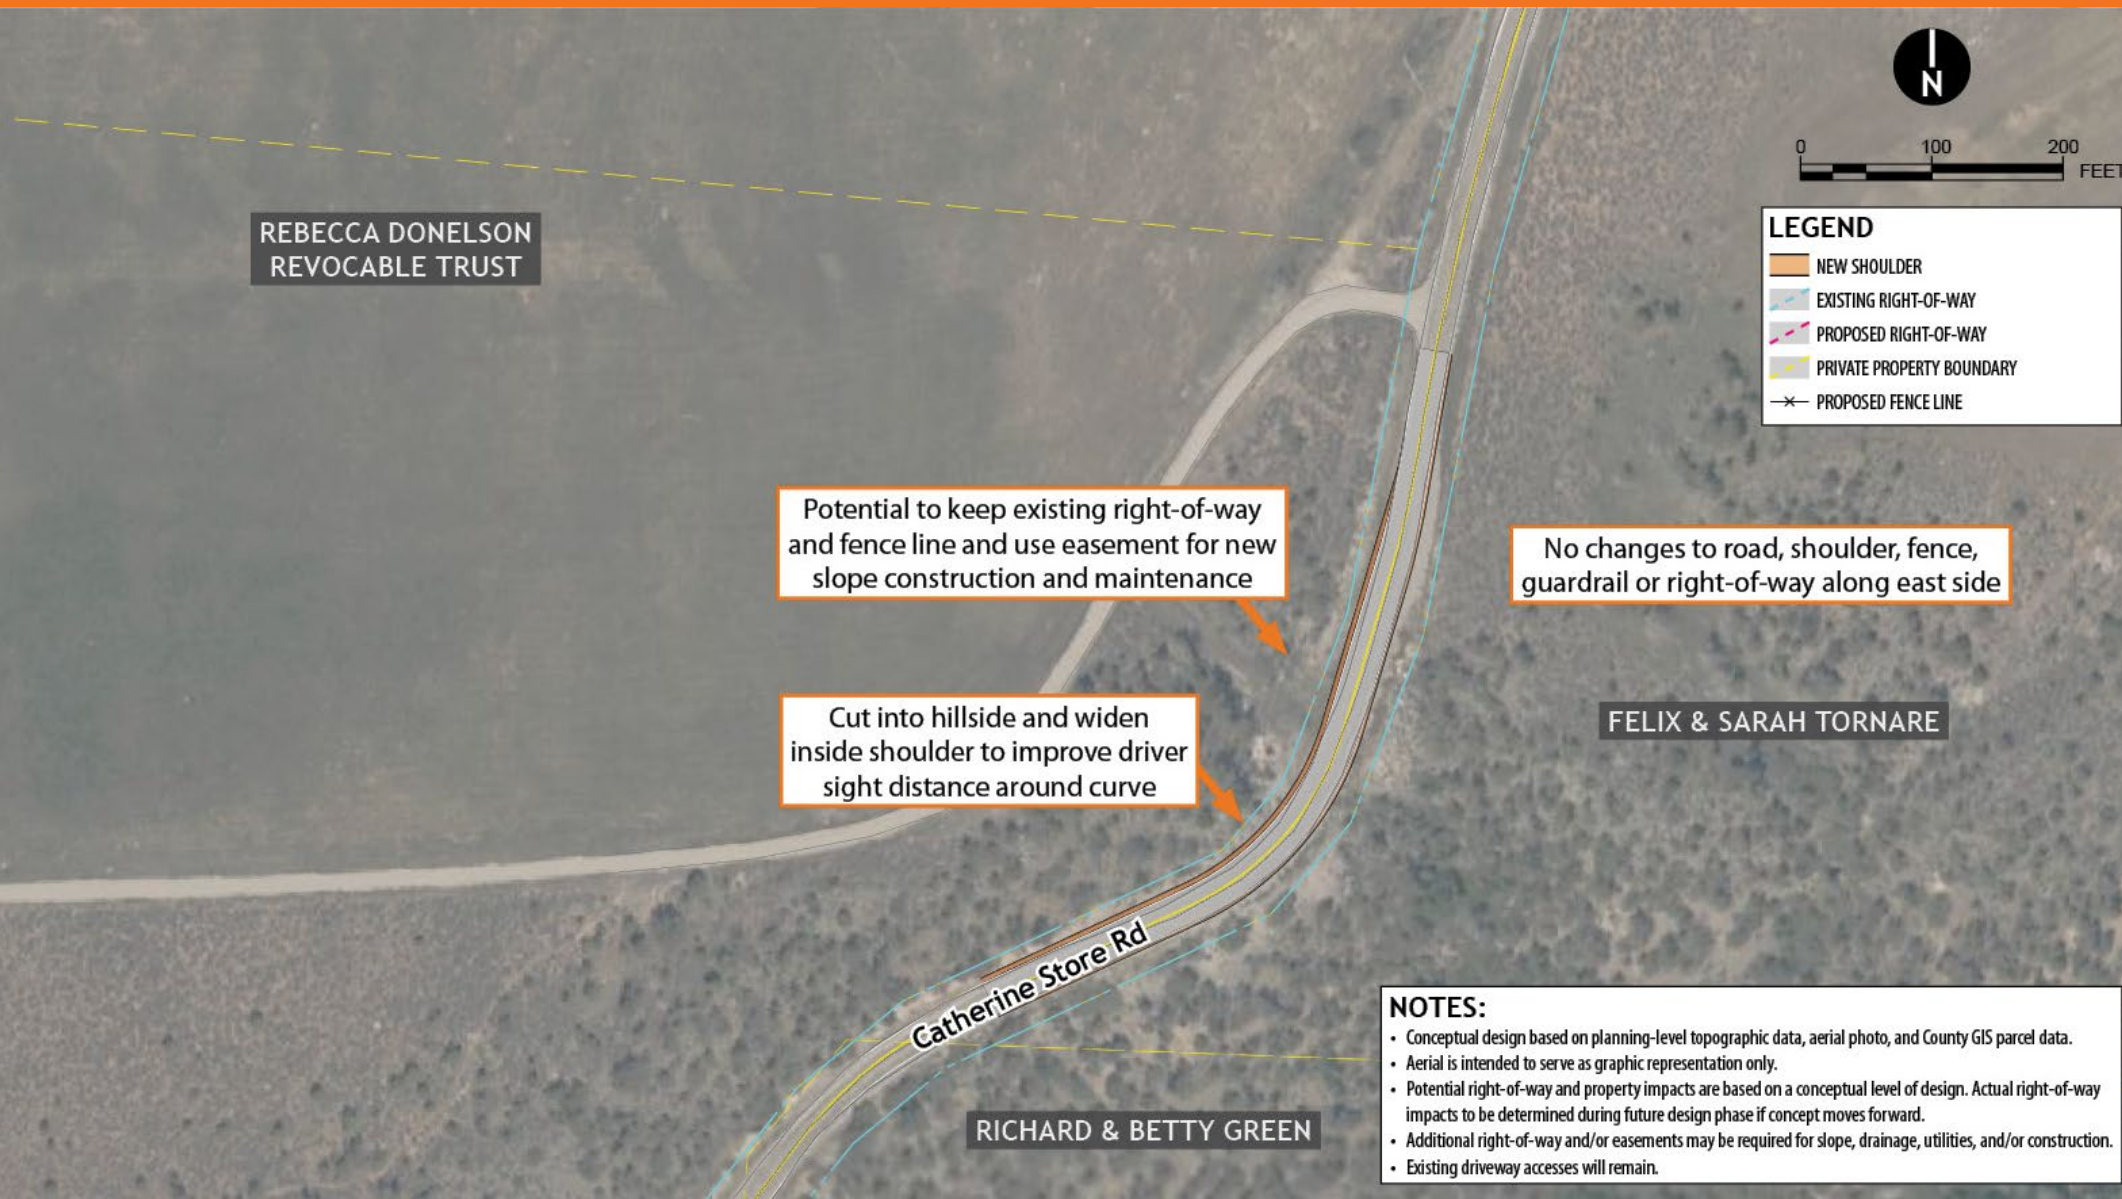 N
0 100 200
FEET
LEGEND
NEW SHOULDER
EXISTING RIGHT-OF-WAY
PROPOSED RIGHT-OF-WAY
PRIVATE PROPERTY BOUNDARY
PROPOSED FENCE LINE
REBECCA DONELSON
REVOCABLE TRUST
Potential to keep existing right-of-way
and fence line and use easement for new
slope construction and maintenance
No changes to road, shoulder, fence,
guardrail or right-of-way along east side
Cut into hillside and widen
inside shoulder to improve driver
sight distance around curve
FELIX & SARAH TORNARE
Catherine Store Rd
RICHARD & BETTY GREEN
NOTES:
• Conceptual design based on planning-level topographic data, aerial photo, and County GIS parcel data.
• Aerial is intended to serve as graphic representation only.
• Potential right-of-way and property impacts are based on a conceptual level of design. Actual right-of-way
impacts to be determined during future design phase if concept moves forward.
• Additional right-of-way and/or easements may be required for slope, drainage, utilities, and/or construction.
• Existing driveway accesses will remain.